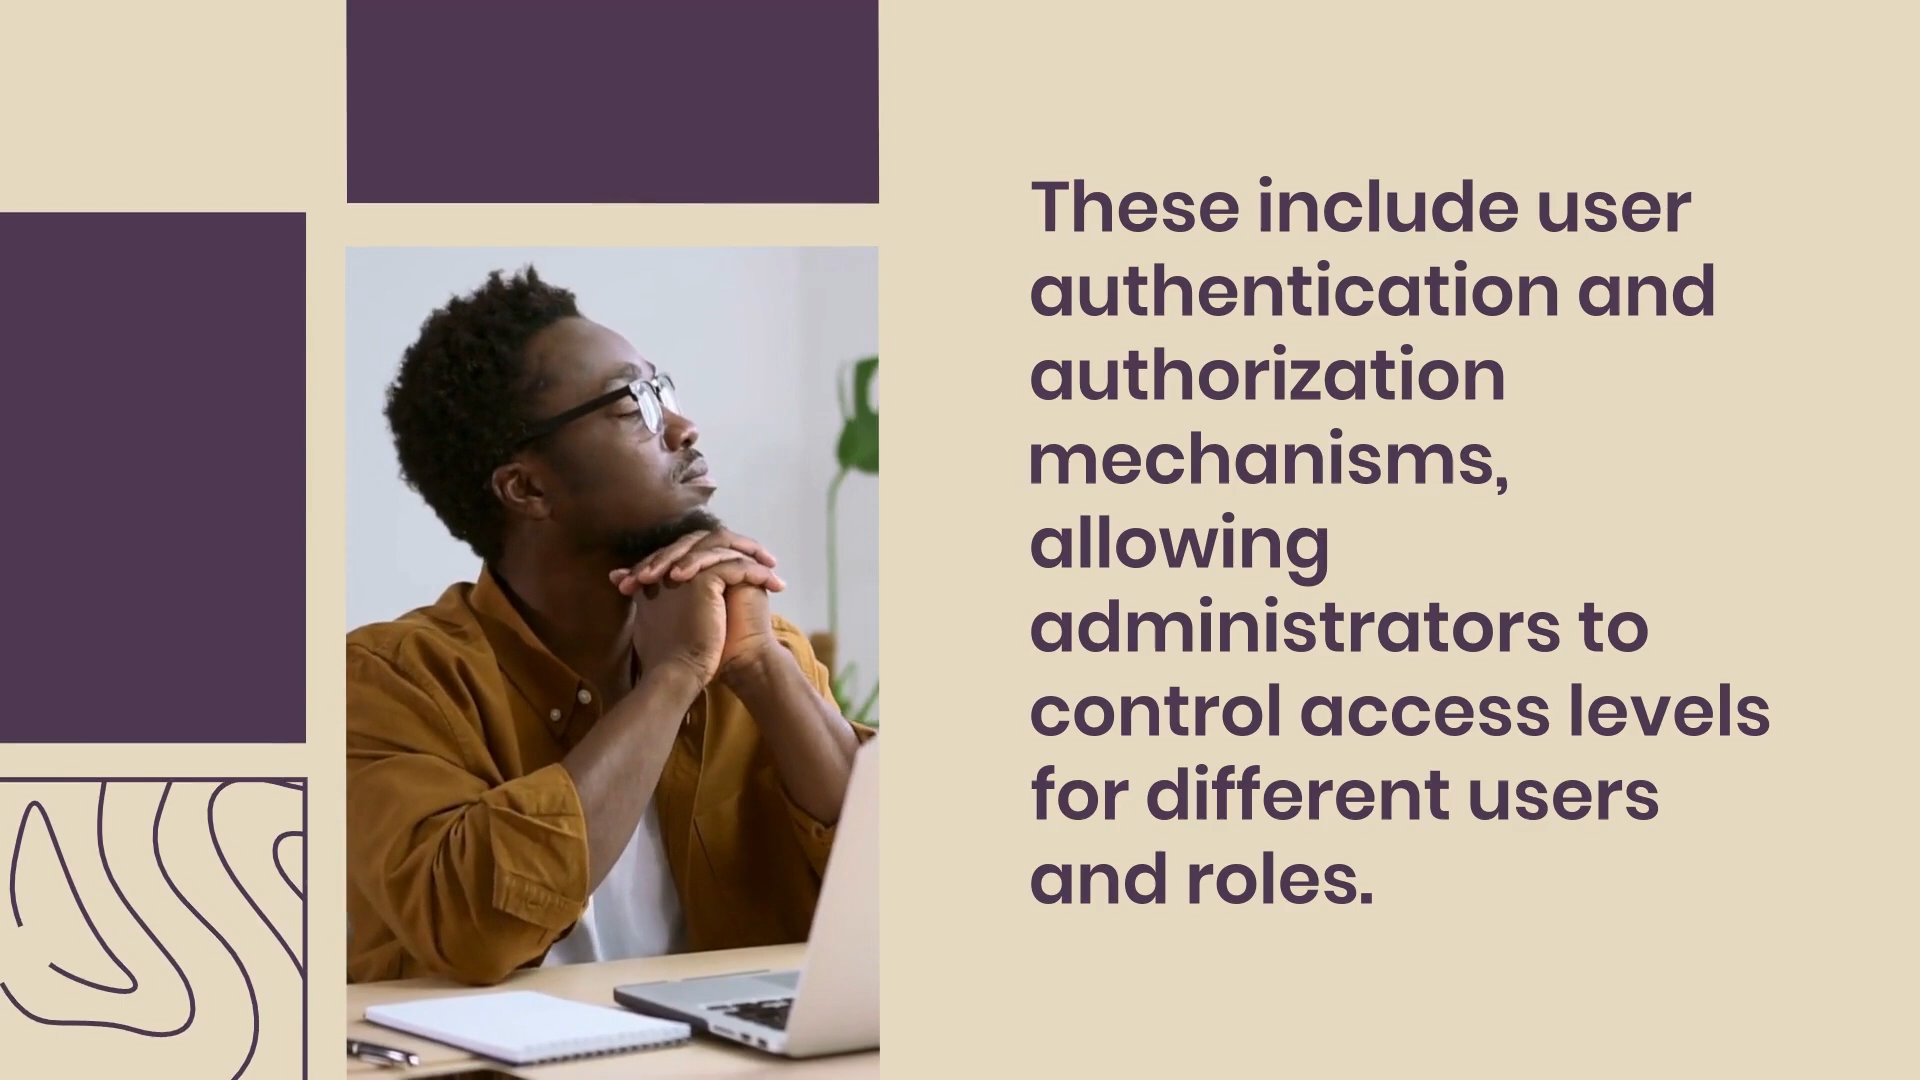 These include user
authentication and
authorization
mechanisms,
allowing
administrators to
control access levels
for different users
and roles.